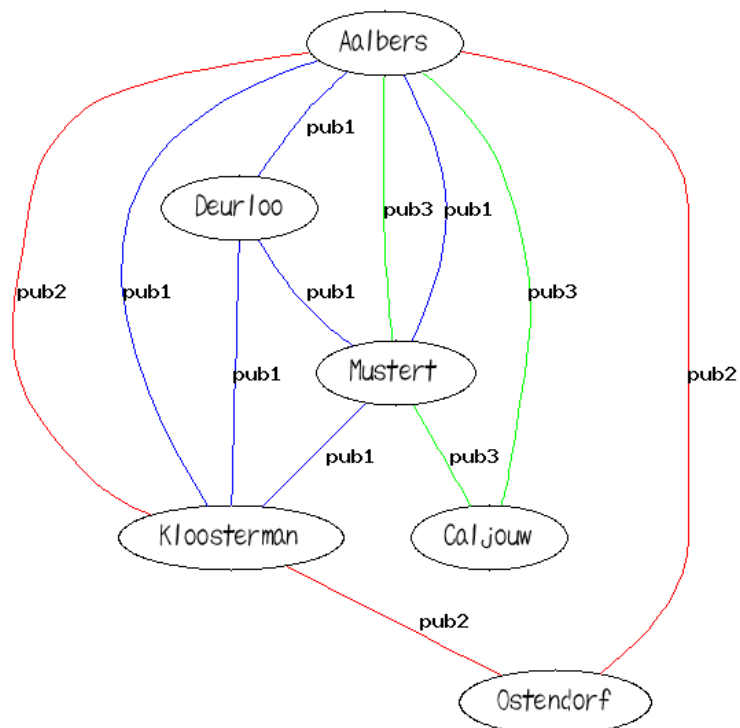 Aalbers
pub1
Deurloo
pub3 pub1
pub2 pub1 pub1 pub3
Mustert
pub1 pub2
pub1 pub3
Kloosterman Caljouw
pub2
Ostendorf